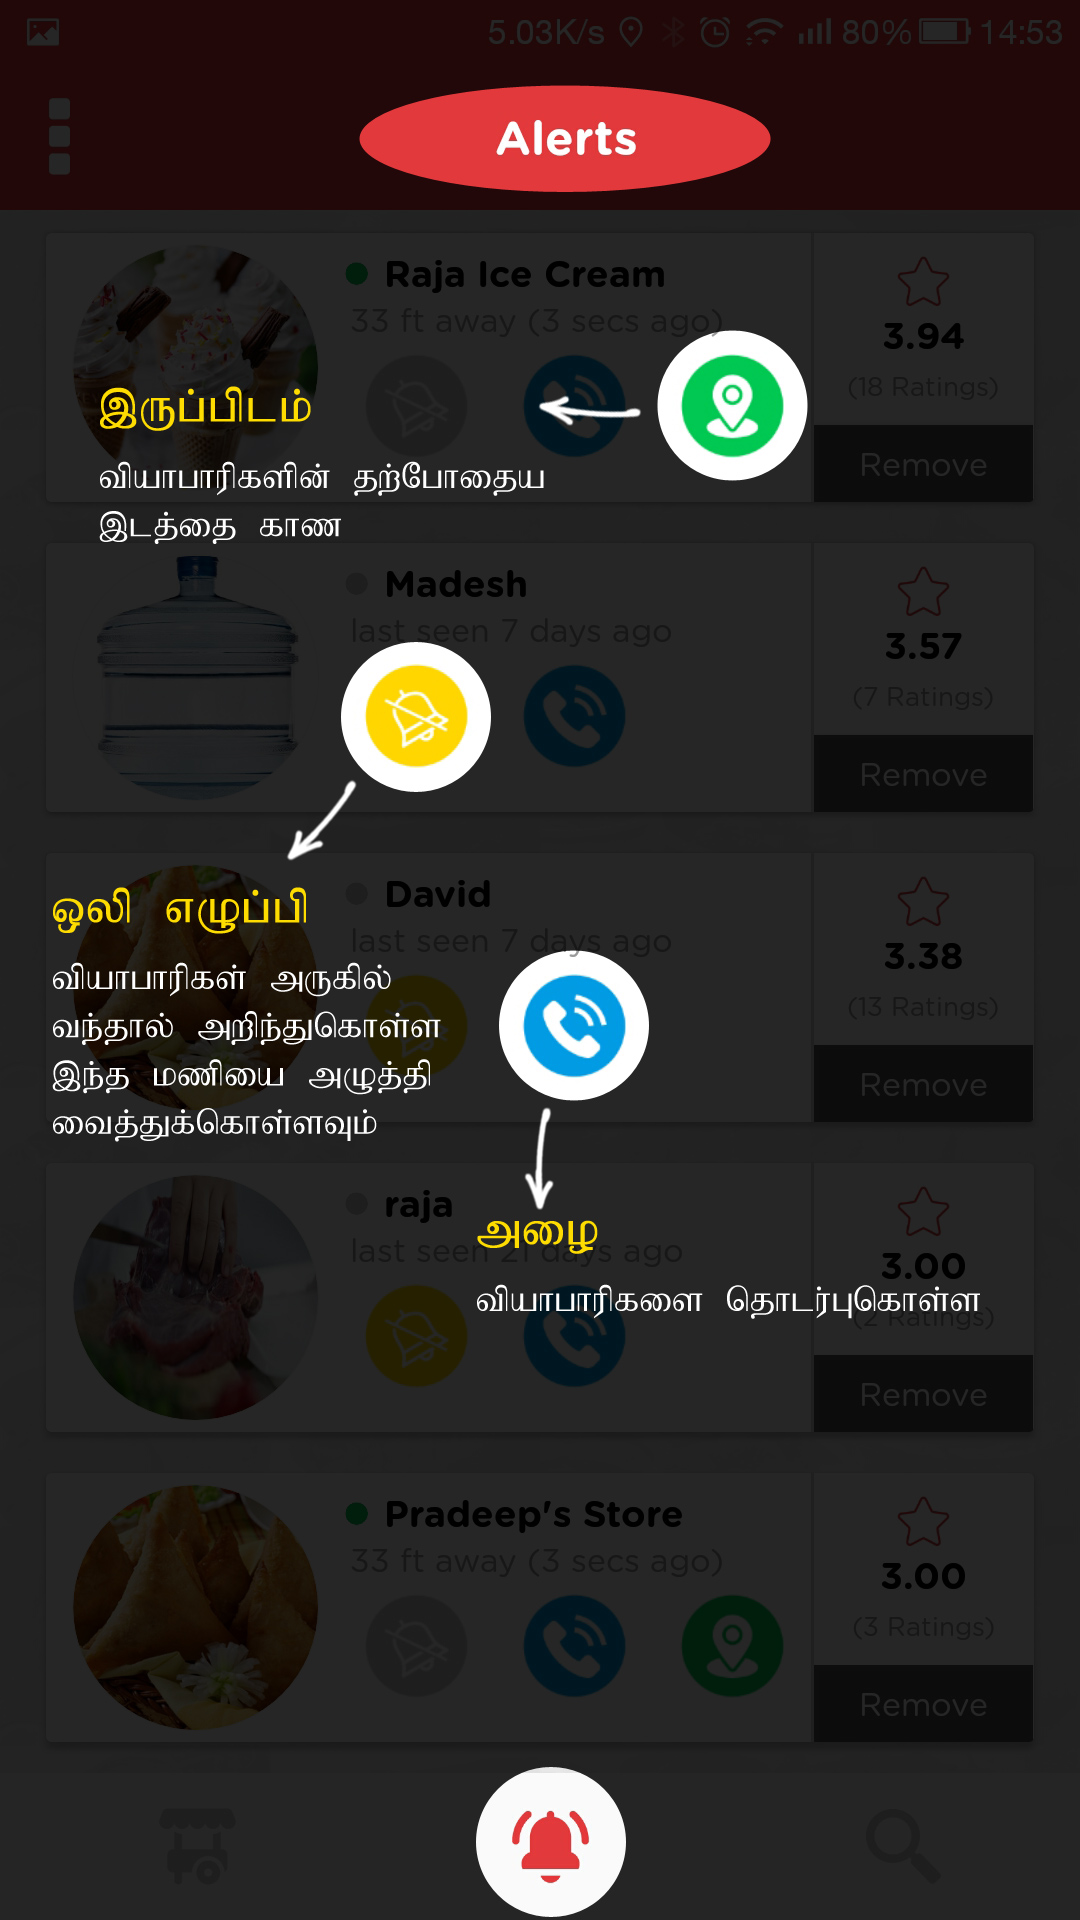 5.03K/s 80% 14:53
Alerts
Raja Ice Cream
33 ft away (3 secs ago)
3.94
(18 Ratings)
Remove
இருப்பிடம்
வியாபாரிகளின் தற்போதைய
இடத்தை காண
Madesh
last seen 7 days ago
3.57
(7 Ratings)
Remove
David
last seen 7 days ago
3.38
(13 Ratings)
Remove
ஒலி எழுப்பி
வியாபாரிகள் அருகில்
வந்தால் அறிந்துகொள்ள
இந்த மணியை அழுத்தி
வைத்துக்கொள்ளவும்
raja
last seen 21 days ago
3.00
(2 Ratings)
Remove
அழை
வியாபாரிகளை தொடர்புகொள்ள
Pradeep's Store
33 ft away (3 secs ago)
3.00
(3 Ratings)
Remove